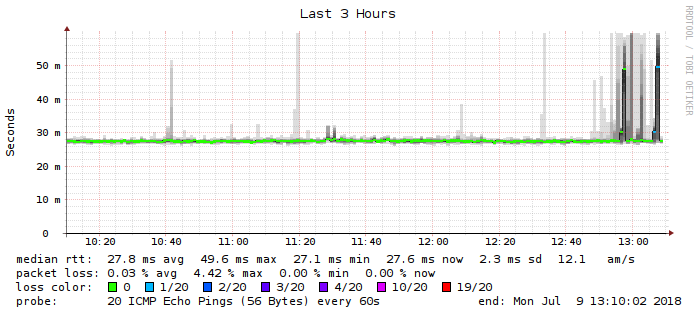 Last 3 Hours
RRDTOOL / TOBI OETIKER
Seconds
50 m
40 m
30 m
20 m
10 m
0
10:20 10:40 11:00 11:20 11:40 12:00 12:20 12:40 13:00
median rtt: 27.8 ms avg 49.6 ms max 27.1 ms min 27.6 ms now 2.3 ms sd 12.1 am/s
packet loss: 0.03 % avg 4.42 % max 0.00 % min 0.00 % now
loss color: 0 1/20 2/20 3/20 4/20 10/20 19/20
probe: 20 ICMP Echo Pings (56 Bytes) every 60s end: Mon Jul 9 13:10:02 2018